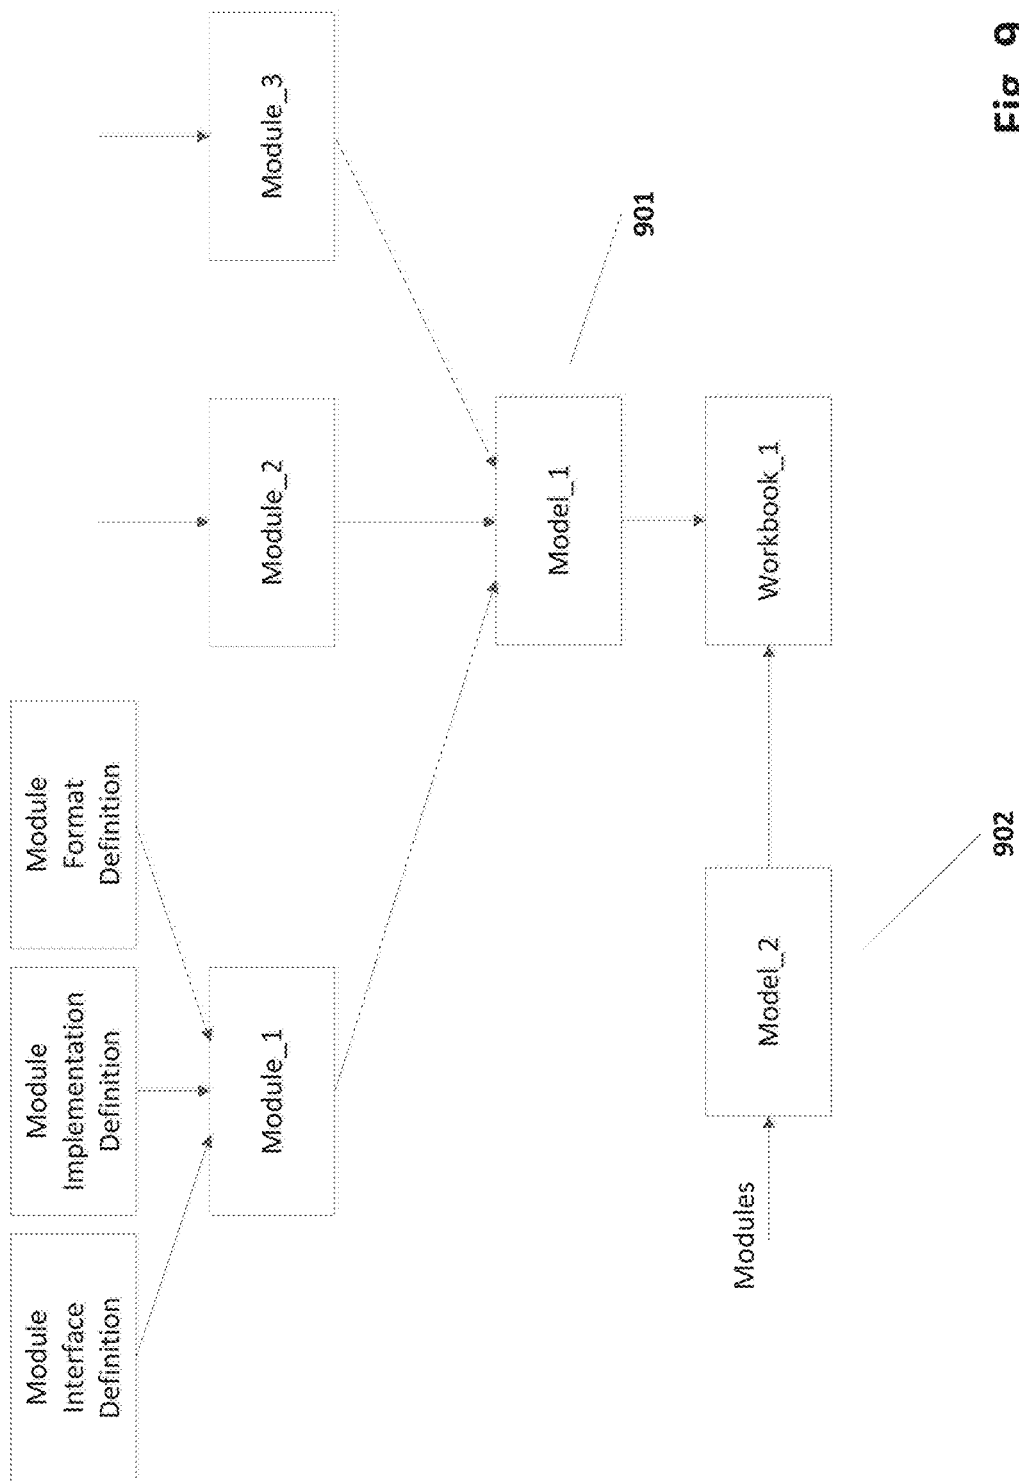 Module
Interface
Definition
Module
Implementation
Definition
Module
Format
Definition
Module_1
Module_2
Module_3
Model_1
901
Modules
Model_2
Workbook_1
902
Fig 9